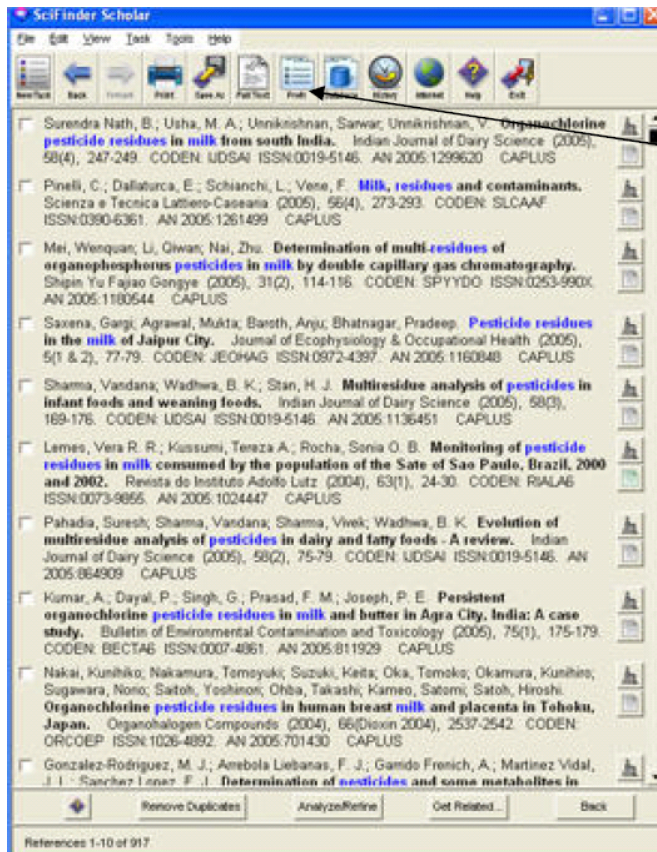 SciFinder Scholar
File Edit View Task Tools Help
New Task Back Print Save As Full Text Prefs Database History Internet Help Exit
Surendra Nath, B.; Usha, M. A.; Unnikrishnan, Sarwar; Unnikrishnan, V. Organochlorine
pesticide residues in milk from south India. Indian Journal of Dairy Science (2005),
58(4), 247-249. CODEN: IJDSAI ISSN:0019-5146. AN 2005:1299620 CAPLUS
Pinelli, C.; Dallaturca, E.; Schianchi, L.; Vene, F. Milk, residues and contaminants.
Scienza e Tecnica Lattiero-Casearia (2005), 56(4), 273-293. CODEN: SLCAAF
ISSN:0390-6361. AN 2005:1261499 CAPLUS
Mei, Wenquan; Li, Qiwan; Nai, Zhu. Determination of multi-residues of
organophosphorus pesticides in milk by double capillary gas chromatography.
Shipin Yu Fajiao Gongye (2005), 31(2), 114-116. CODEN: SPYYDO ISSN:0253-990X.
AN 2005:1180544 CAPLUS
Saxena, Gargi; Agrawal, Mukta; Baroth, Anju; Bhatnagar, Pradeep. Pesticide residues
in the milk of Jaipur City. Journal of Ecophysiology & Occupational Health (2005),
5(1 & 2), 77-79. CODEN: JEOHAG ISSN:0972-4397. AN 2005:1160848 CAPLUS
Sharma, Vandana; Wadhwa, B. K.; Stan, H. J. Multiresidue analysis of pesticides in
infant foods and weaning foods. Indian Journal of Dairy Science (2005), 58(3),
169-176. CODEN: IJDSAI ISSN:0019-5146. AN 2005:1136451 CAPLUS
Lemes, Vera R. R.; Kussumi, Tereza A.; Rocha, Sonia O. B. Monitoring of pesticide
residues in milk consumed by the population of the Sate of Sao Paulo, Brazil, 2000
and 2002. Revista do Instituto Adolfo Lutz (2004), 63(1), 24-30. CODEN: RIALA6
ISSN:0073-9855. AN 2005:1024447 CAPLUS
Pahadia, Suresh; Sharma, Vandana; Sharma, Vivek; Wadhwa, B. K. Evolution of
multiresidue analysis of pesticides in dairy and fatty foods - A review. Indian
Journal of Dairy Science (2005), 58(2), 75-79. CODEN: IJDSAI ISSN:0019-5146. AN
2005:864909 CAPLUS
Kumar, A.; Dayal, P.; Singh, G.; Prasad, F. M.; Joseph, P. E. Persistent
organochlorine pesticide residues in milk and butter in Agra City, India: A case
study. Bulletin of Environmental Contamination and Toxicology (2005), 75(1), 175-179.
CODEN: BECTA6 ISSN:0007-4861. AN 2005:811929 CAPLUS
Nakai, Kunihiko; Nakamura, Tomoyuki; Suzuki, Keita; Oka, Tomoko; Okamura, Kunihiro;
Sugawara, Norio; Saitoh, Yoshinori; Ohba, Takashi; Kameo, Satomi; Satoh, Hiroshi.
Organochlorine pesticide residues in human breast milk and placenta in Tohoku,
Japan. Organohalogen Compounds (2004), 66(Dioxin 2004), 2537-2542. CODEN:
ORCOEP ISSN:1026-4892. AN 2005:701430 CAPLUS
Gonzalez-Rodriguez, M. J.; Arrebola Liebanas, F. J.; Garrido Frenich, A.; Martinez Vidal,
J. L.; Sanchez Lopez, F. J. Determination of pesticides and some metabolites in
Remove Duplicates Analyze/Refine Get Related... Back
References 1-10 of 917